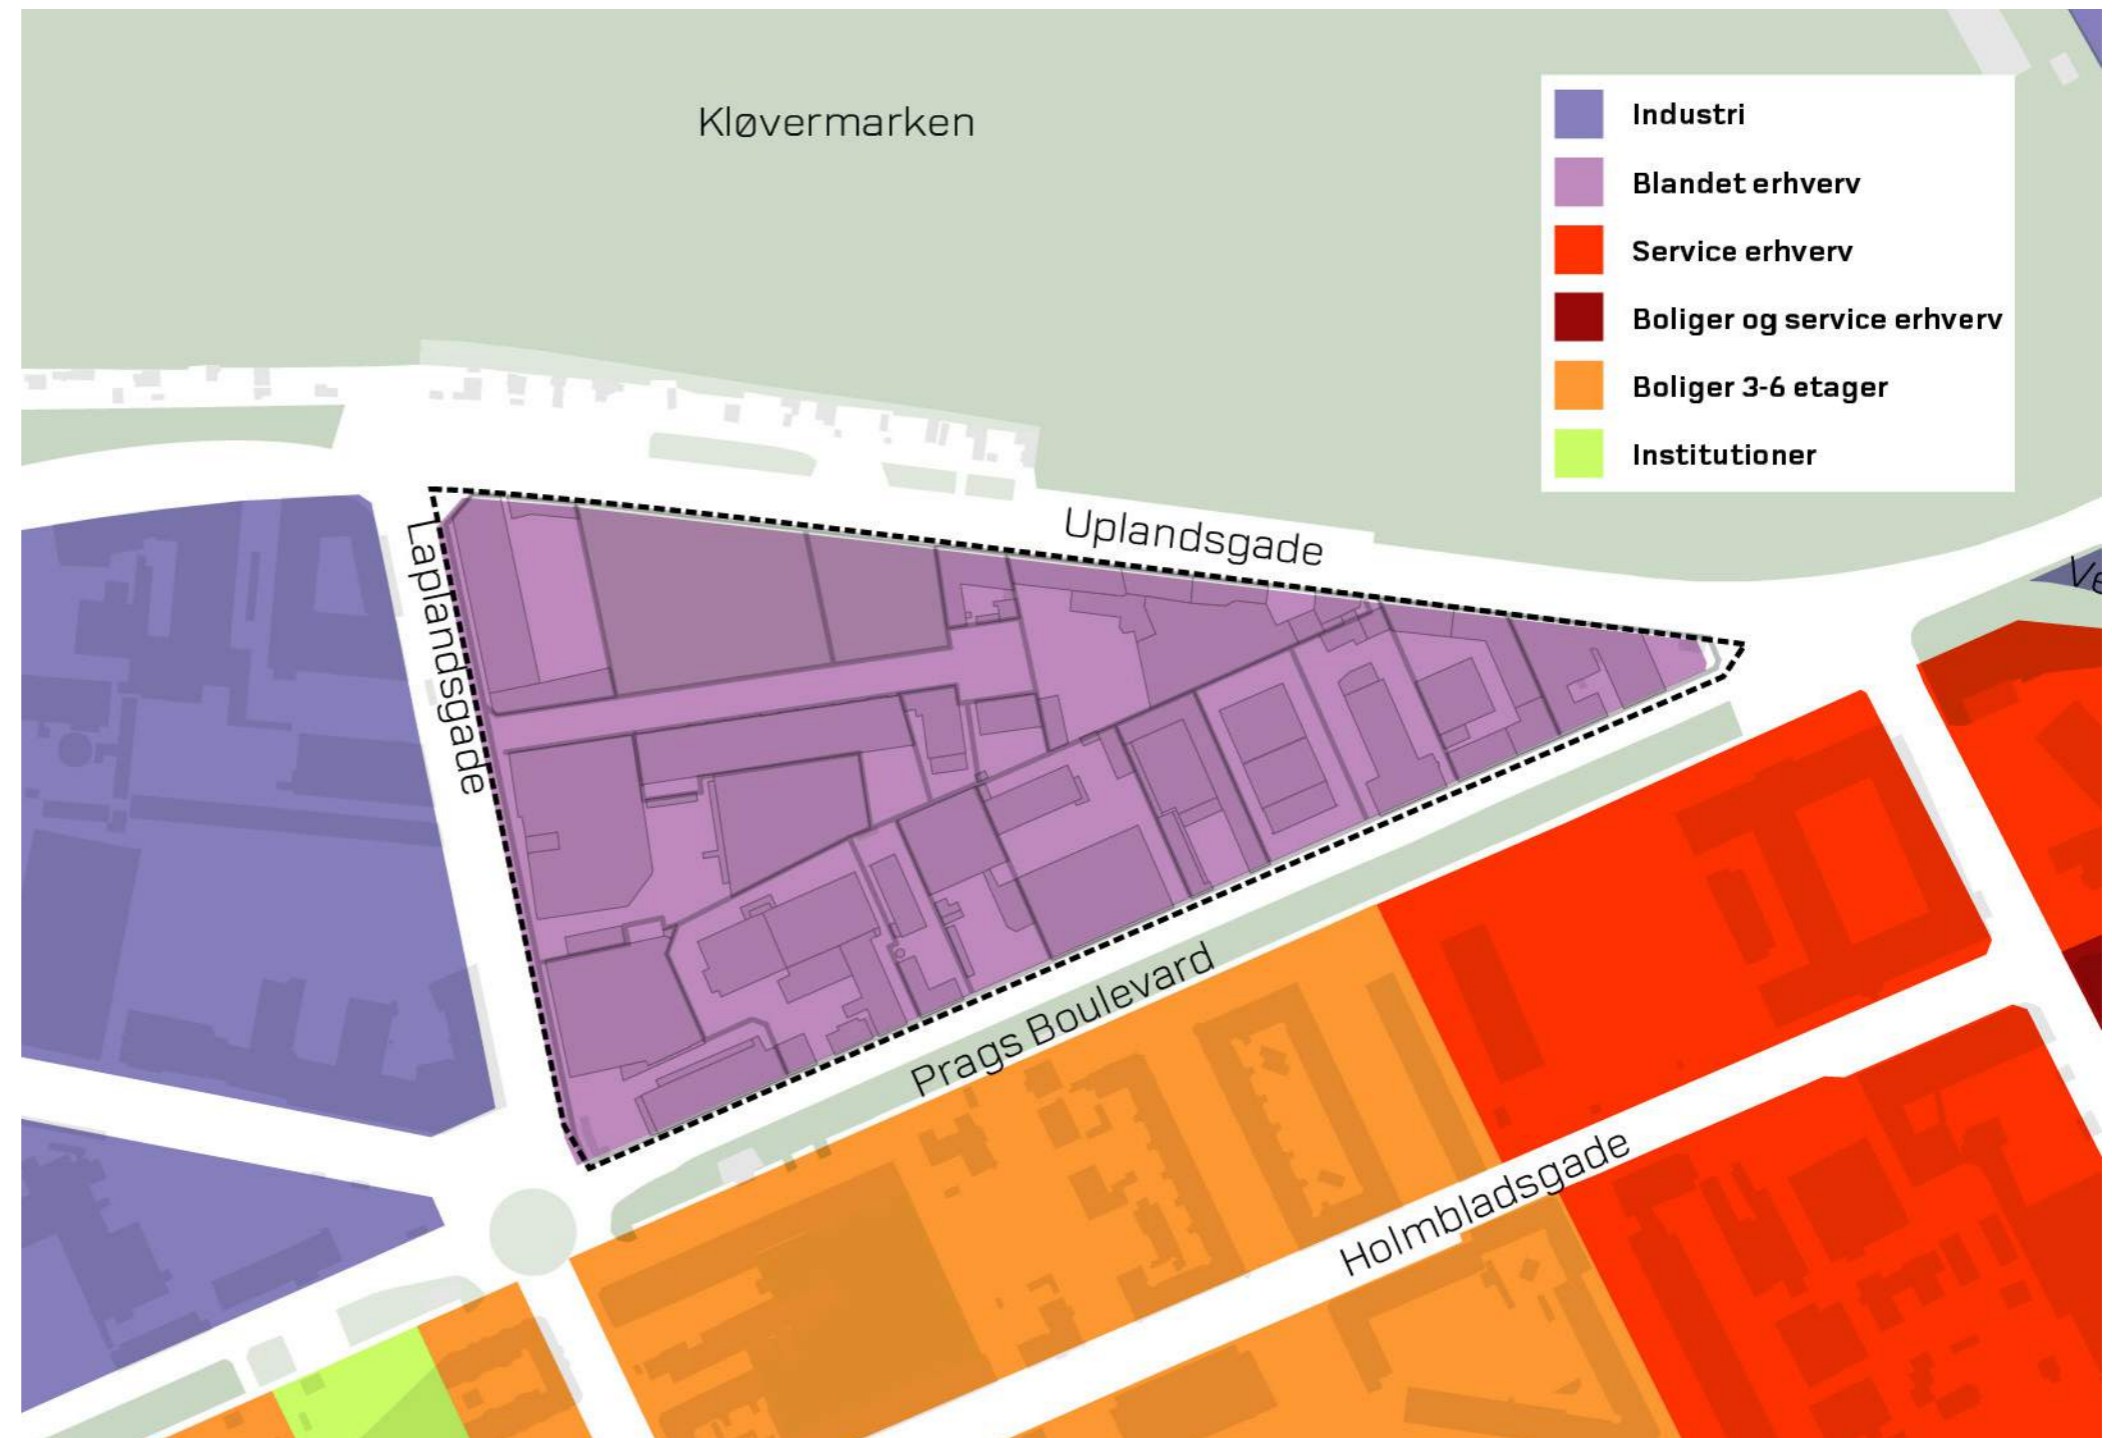 Kløvermarken
Industri
Blandet erhverv
Service erhverv
Boliger og service erhverv
Boliger 3-6 etager
Institutioner
Uplandsgade
Laplandsgade
Prags Boulevard
Holmbladsgade